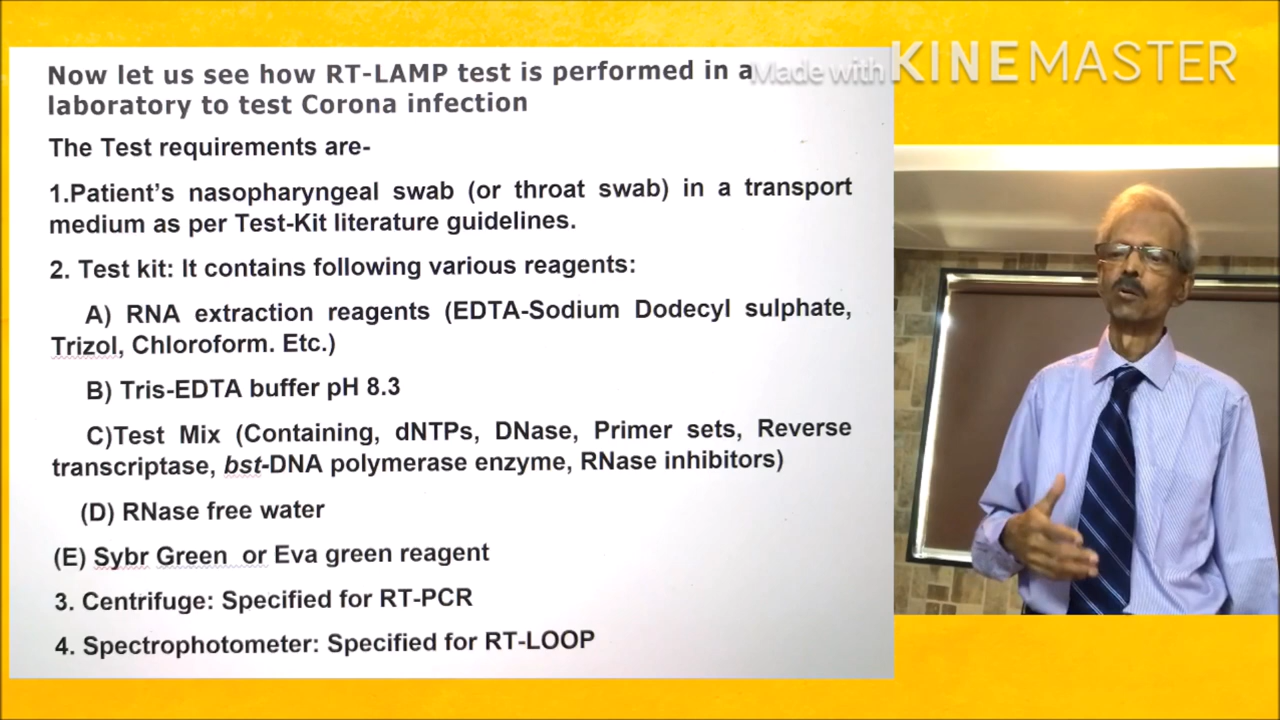 Now let us see how RT-LAMP test is performed in a
laboratory to test Corona infection
Made with KINEMASTER
The Test requirements are-
1.Patient's nasopharyngeal swab (or throat swab) in a transport
medium as per Test-Kit literature guidelines.
2. Test kit: It contains following various reagents:
A) RNA extraction reagents (EDTA-Sodium Dodecyl sulphate,
Trizol, Chloroform. Etc.)
B) Tris-EDTA buffer pH 8.3
C)Test Mix (Containing, dNTPs, DNase, Primer sets, Reverse
transcriptase, bst-DNA polymerase enzyme, RNase inhibitors)
(D) RNase free water
(E) Sybr Green or Eva green reagent
3. Centrifuge: Specified for RT-PCR
4. Spectrophotometer: Specified for RT-LOOP